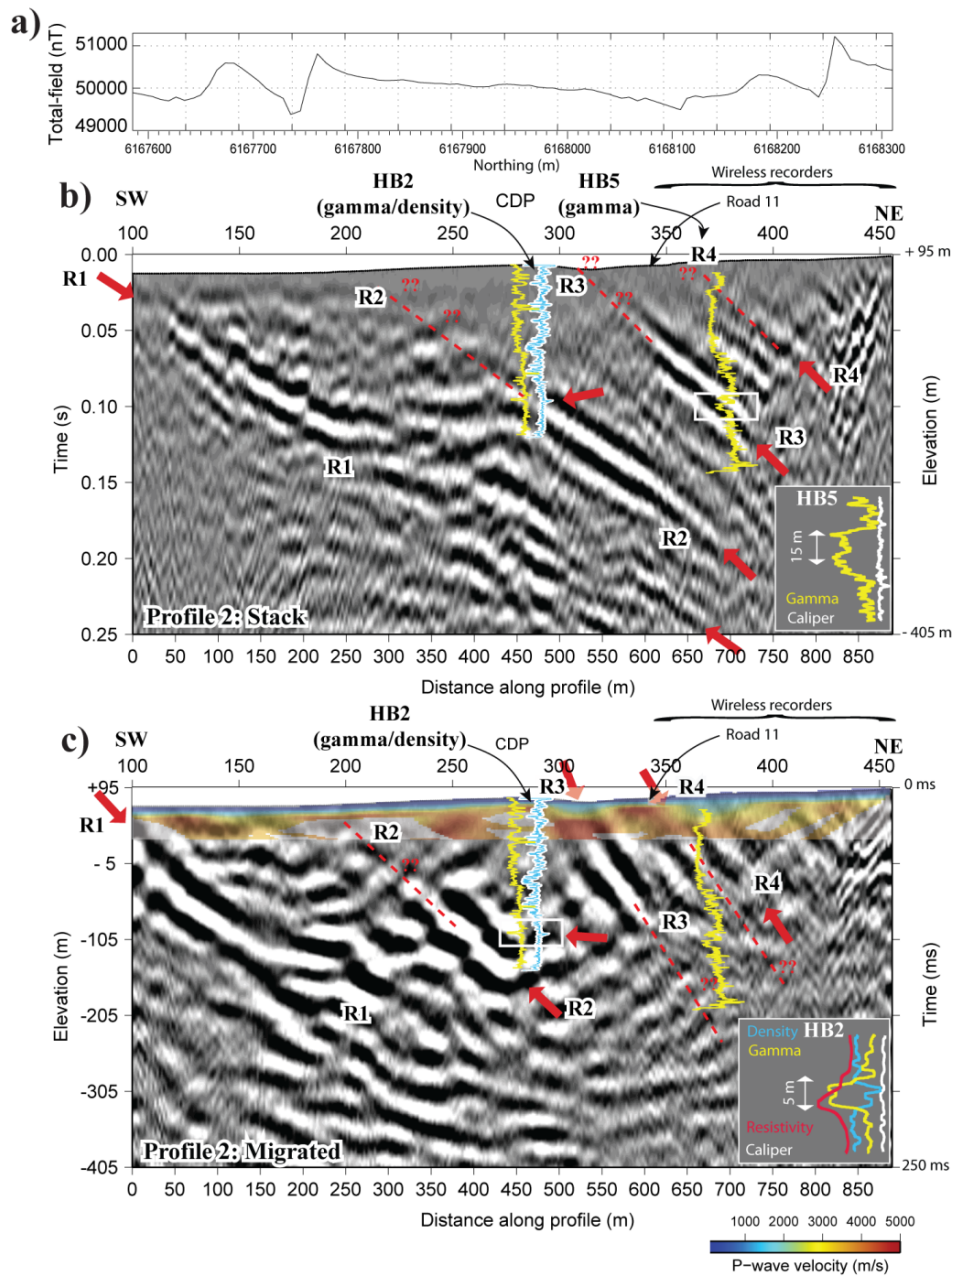 a)
Total-field (nT)
51000
50000
49000
6167600 6167700 6167800 6167900 6168000 6168100 6168200 6168300
Northing (m)
Wireless recorders
b) SW
HB2
(gamma/density)
CDP
HB5
(gamma)
Road 11
NE
100 150 200 250 300 350 400 450
R4
0.00
0.05
0.10
0.15
0.20
0.25
Time (s)
+ 95 m
- 405 m
Elevation (m)
R1
R2
??
??
R3
??
??
??
R4
R3
R1
R2
HB5
15 m
Gamma
Caliper
Profile 2: Stack
0 50 100 150 200 250 300 350 400 450 500 550 600 650 700 750 800 850
Distance along profile (m)
Wireless recorders
c) SW
HB2
(gamma/density)
CDP
Road 11
NE
100 150 200 250 300 350 400 450
+95
- 5
-105
-205
-305
-405
Elevation (m)
0 ms
250 ms
Time (ms)
R1
R3
R4
R2
??
R4
R3
??
R1
R2
Density HB2
Gamma
5 m
Resistivity
Caliper
Profile 2: Migrated
0 50 100 150 200 250 300 350 400 450 500 550 600 650 700 750 800 850
Distance along profile (m)
1000 2000 3000 4000 5000
P-wave velocity (m/s)